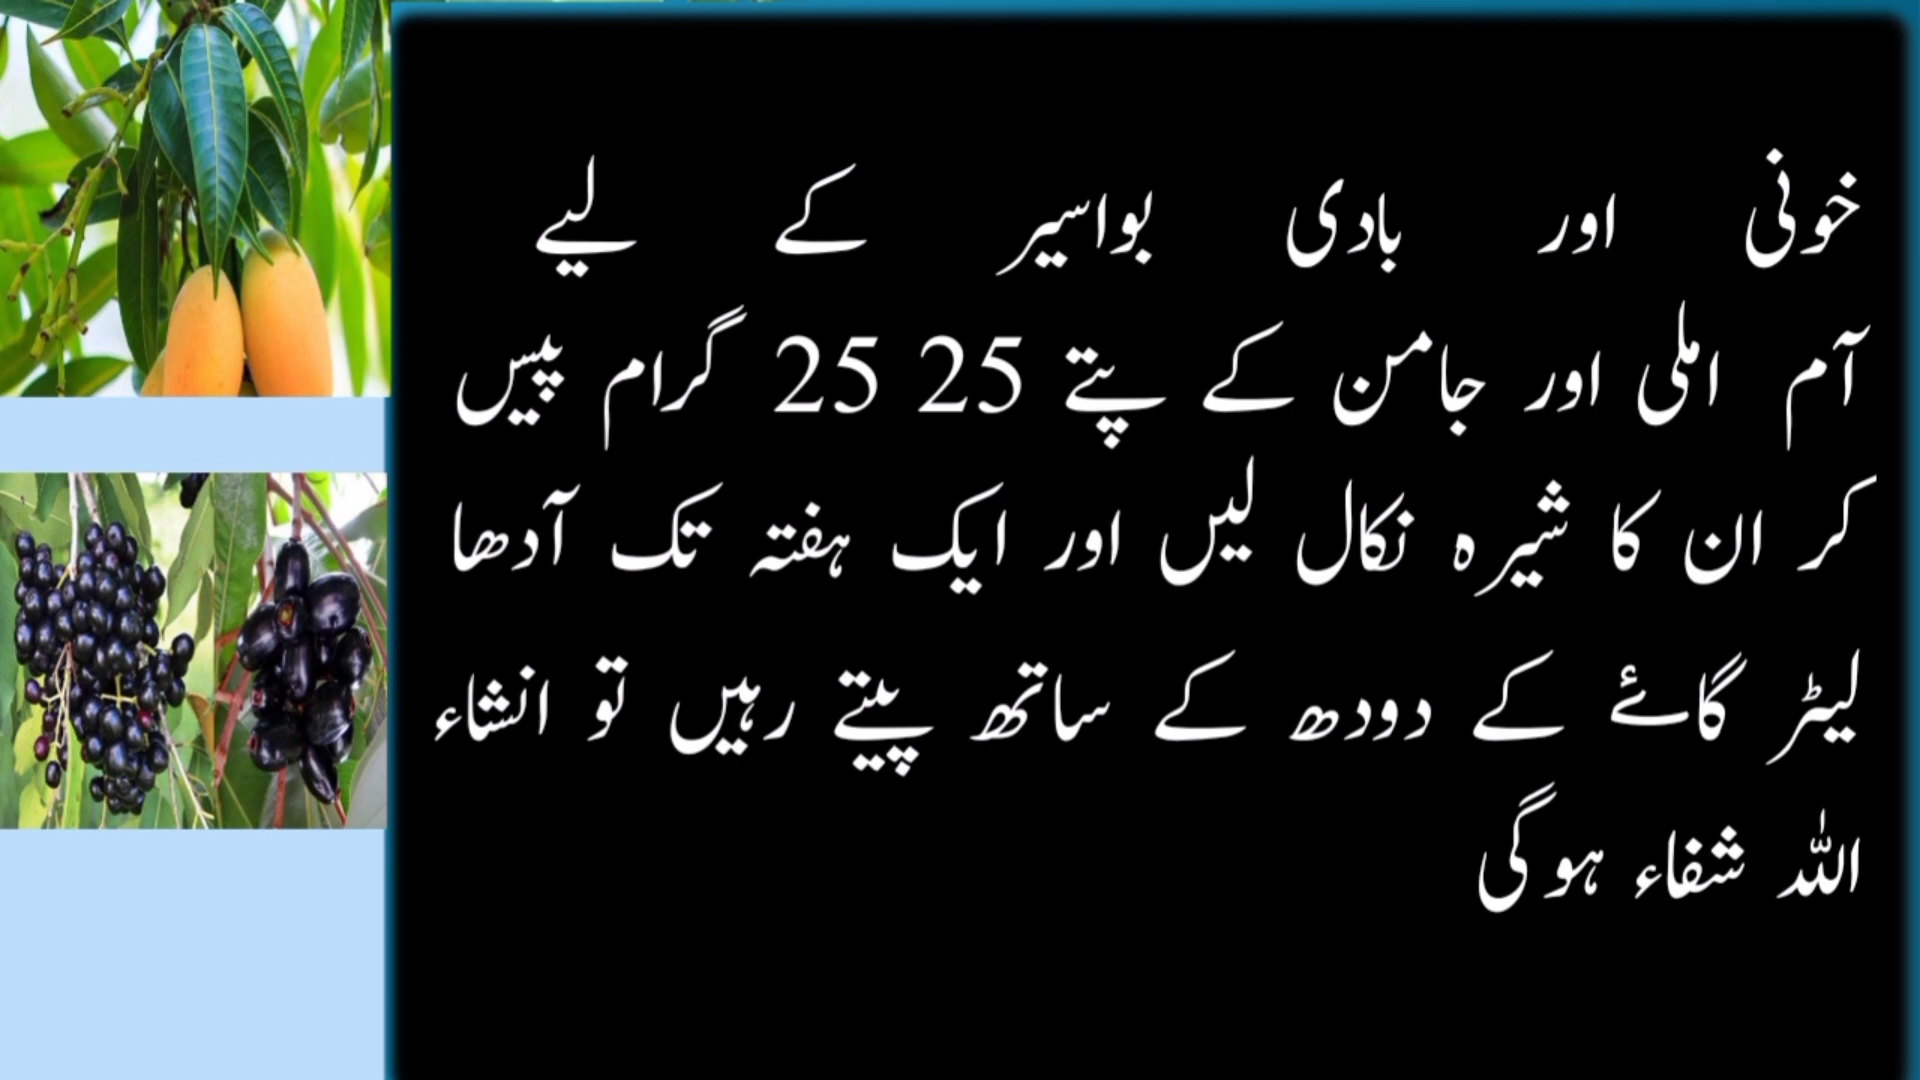 خونی اور بادی بواسیر کے لیے
آم املی اور جامن کے پتے 25 25 گرام پیس
کر ان کا شیرہ نکال لیں اور ایک ہفتہ تک آدھا
لیٹر گائے کے دودھ کے ساتھ پیتے رہیں تو انشاء
اللہ شفاء ہوگی